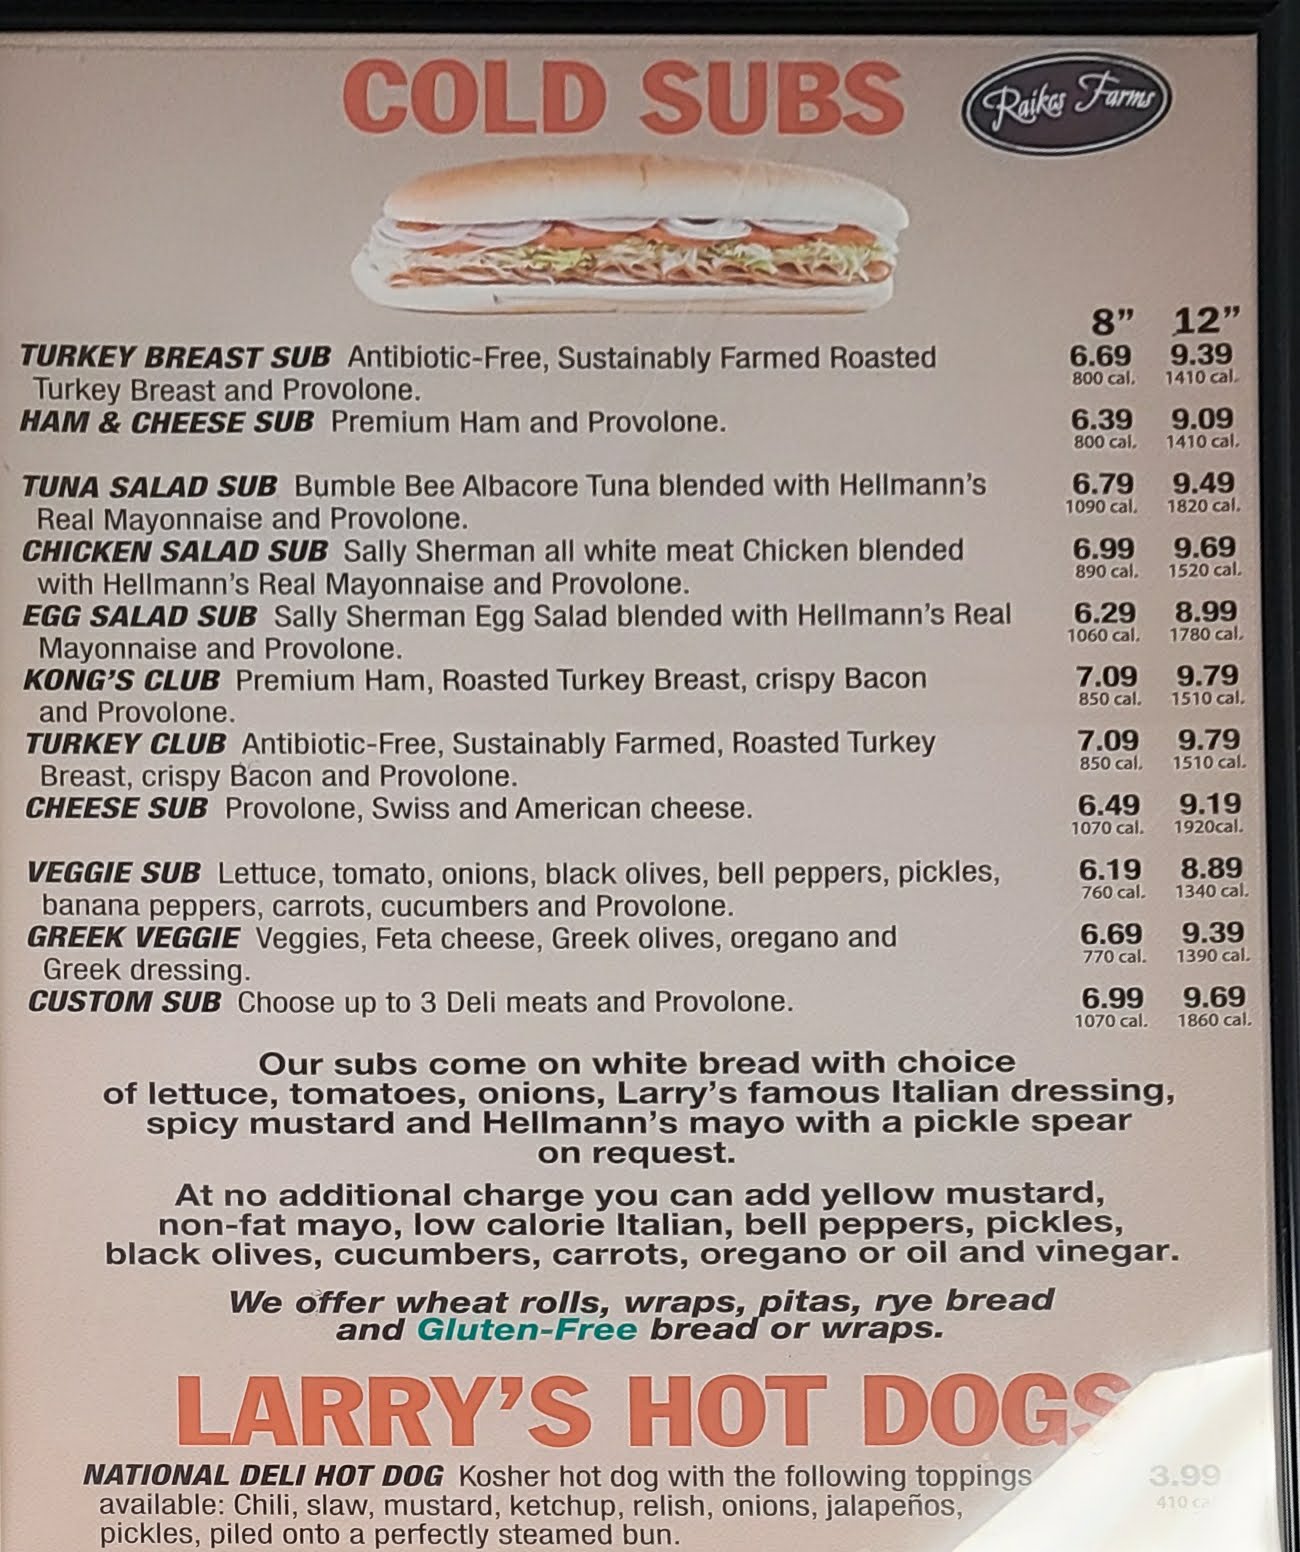 COLD SUBS
Raikes Farms
8” 12”
TURKEY BREAST SUB Antibiotic-Free, Sustainably Farmed Roasted 6.69 9.39
Turkey Breast and Provolone. 800 cal. 1410 cal.
HAM & CHEESE SUB Premium Ham and Provolone. 6.39 9.09
800 cal. 1410 cal.
TUNA SALAD SUB Bumble Bee Albacore Tuna blended with Hellmann’s 6.79 9.49
Real Mayonnaise and Provolone. 1090 cal. 1820 cal.
CHICKEN SALAD SUB Sally Sherman all white meat Chicken blended 6.99 9.69
with Hellmann’s Real Mayonnaise and Provolone. 890 cal. 1520 cal.
EGG SALAD SUB Sally Sherman Egg Salad blended with Hellmann’s Real 6.29 8.99
Mayonnaise and Provolone. 1060 cal. 1780 cal.
KONG’S CLUB Premium Ham, Roasted Turkey Breast, crispy Bacon 7.09 9.79
and Provolone. 850 cal. 1510 cal.
TURKEY CLUB Antibiotic-Free, Sustainably Farmed, Roasted Turkey 7.09 9.79
Breast, crispy Bacon and Provolone. 850 cal. 1510 cal.
CHEESE SUB Provolone, Swiss and American cheese. 6.49 9.19
1070 cal. 1920cal.
VEGGIE SUB Lettuce, tomato, onions, black olives, bell peppers, pickles, 6.19 8.89
banana peppers, carrots, cucumbers and Provolone. 760 cal. 1340 cal.
GREEK VEGGIE Veggies, Feta cheese, Greek olives, oregano and 6.69 9.39
Greek dressing. 770 cal. 1390 cal.
CUSTOM SUB Choose up to 3 Deli meats and Provolone. 6.99 9.69
1070 cal. 1860 cal.
Our subs come on white bread with choice
of lettuce, tomatoes, onions, Larry’s famous Italian dressing,
spicy mustard and Hellmann’s mayo with a pickle spear
on request.
At no additional charge you can add yellow mustard,
non-fat mayo, low calorie Italian, bell peppers, pickles,
black olives, cucumbers, carrots, oregano or oil and vinegar.
We offer wheat rolls, wraps, pitas, rye bread
and Gluten-Free bread or wraps.
LARRY’S HOT DOGS
NATIONAL DELI HOT DOG Kosher hot dog with the following toppings 3.99
available: Chili, slaw, mustard, ketchup, relish, onions, jalapeños, 410
pickles, piled onto a perfectly steamed bun.